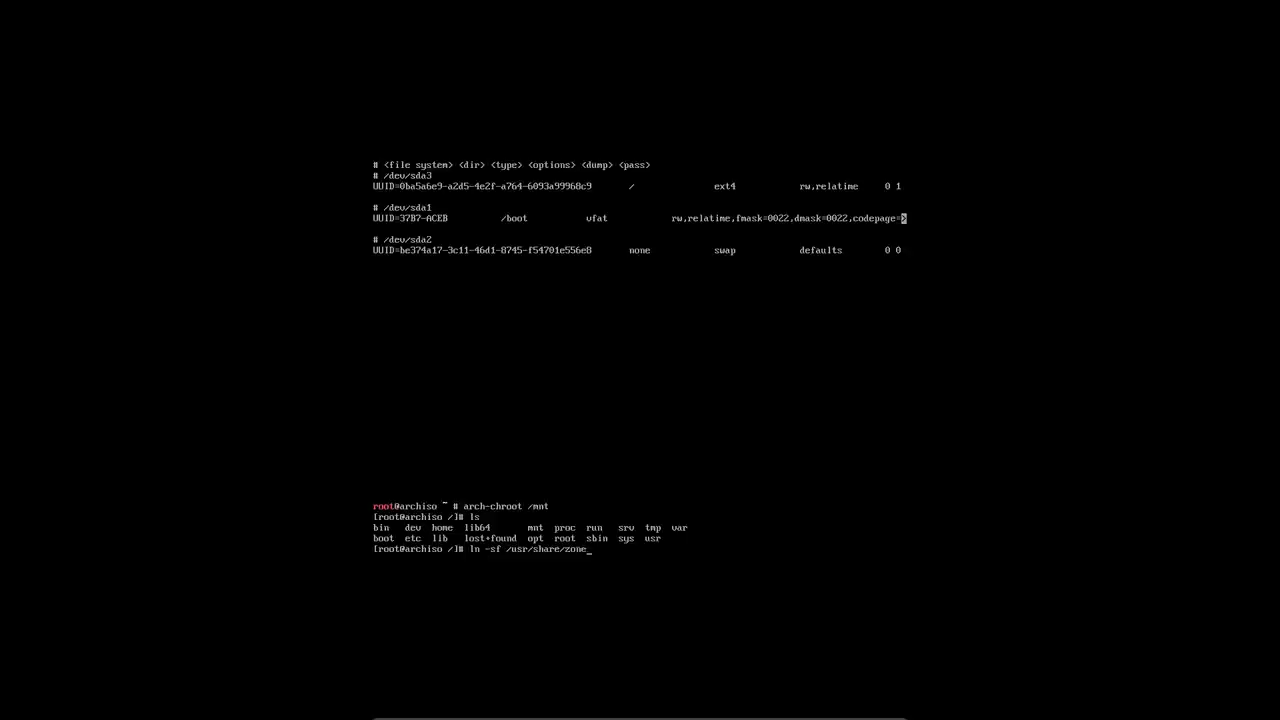 # <file system> <dir> <type> <options> <dump> <pass>
# /dev/sda3
UUID=0ba5a6e9-a2d5-4e2f-a764-6093a99968c9 / ext4 rw,relatime 0 1
# /dev/sda1
UUID=37B7-ACEB /boot vfat rw,relatime,fmask=0022,dmask=0022,codepage=>
# /dev/sda2
UUID=be374a17-3c11-46d1-8745-f54701e556e8 none swap defaults 0 0
root@archiso ~ # arch-chroot /mnt
[root@archiso /]# ls
bin dev home lib64 mnt proc run srv tmp var
boot etc lib lost+found opt root sbin sys usr
[root@archiso /]# ln -sf /usr/share/zone_